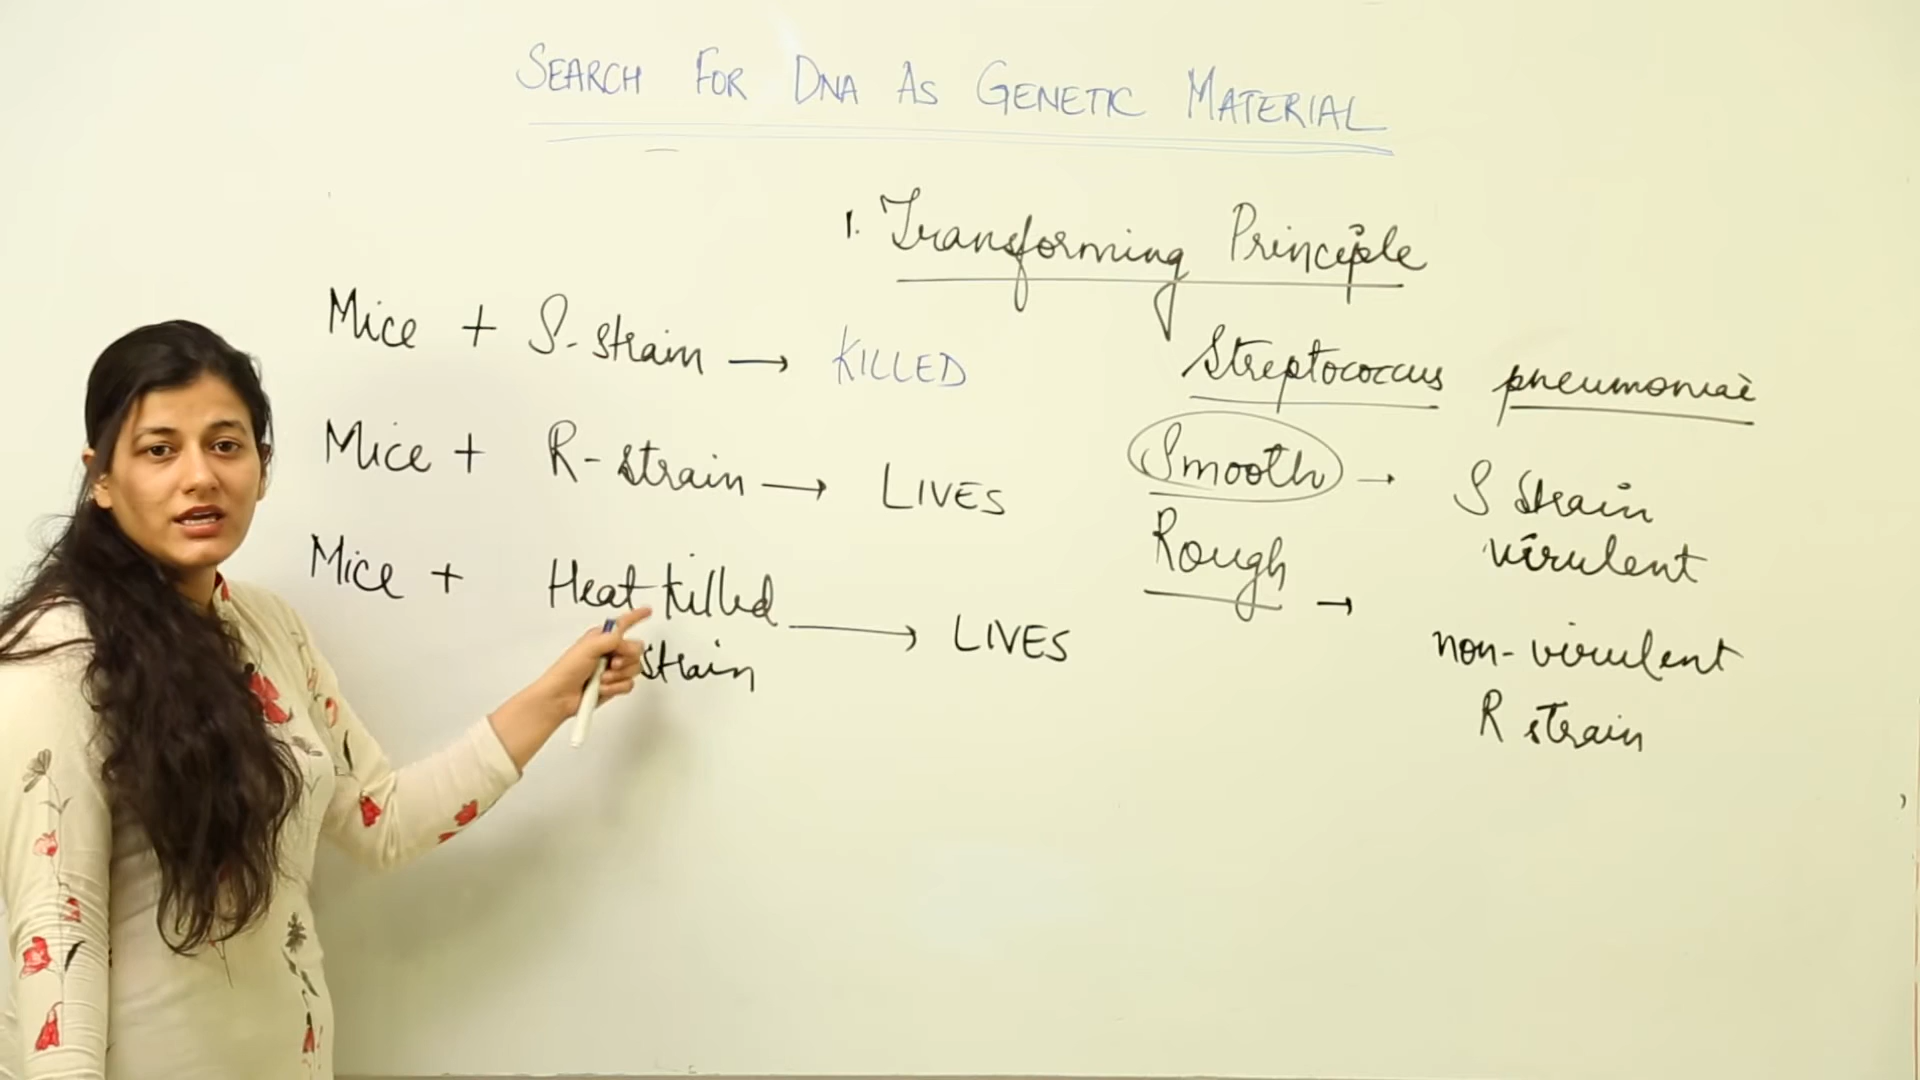 SEARCH FOR DNA AS GENETIC MATERIAL
1. Transforming Principle
Mice + S-strain → KILLED
Mice + R-strain → LIVES
Mice + Heat killed → LIVES
strain
Streptococcus pneumoniae
Smooth → S strain
virulent
Rough →
non-virulent
R strain